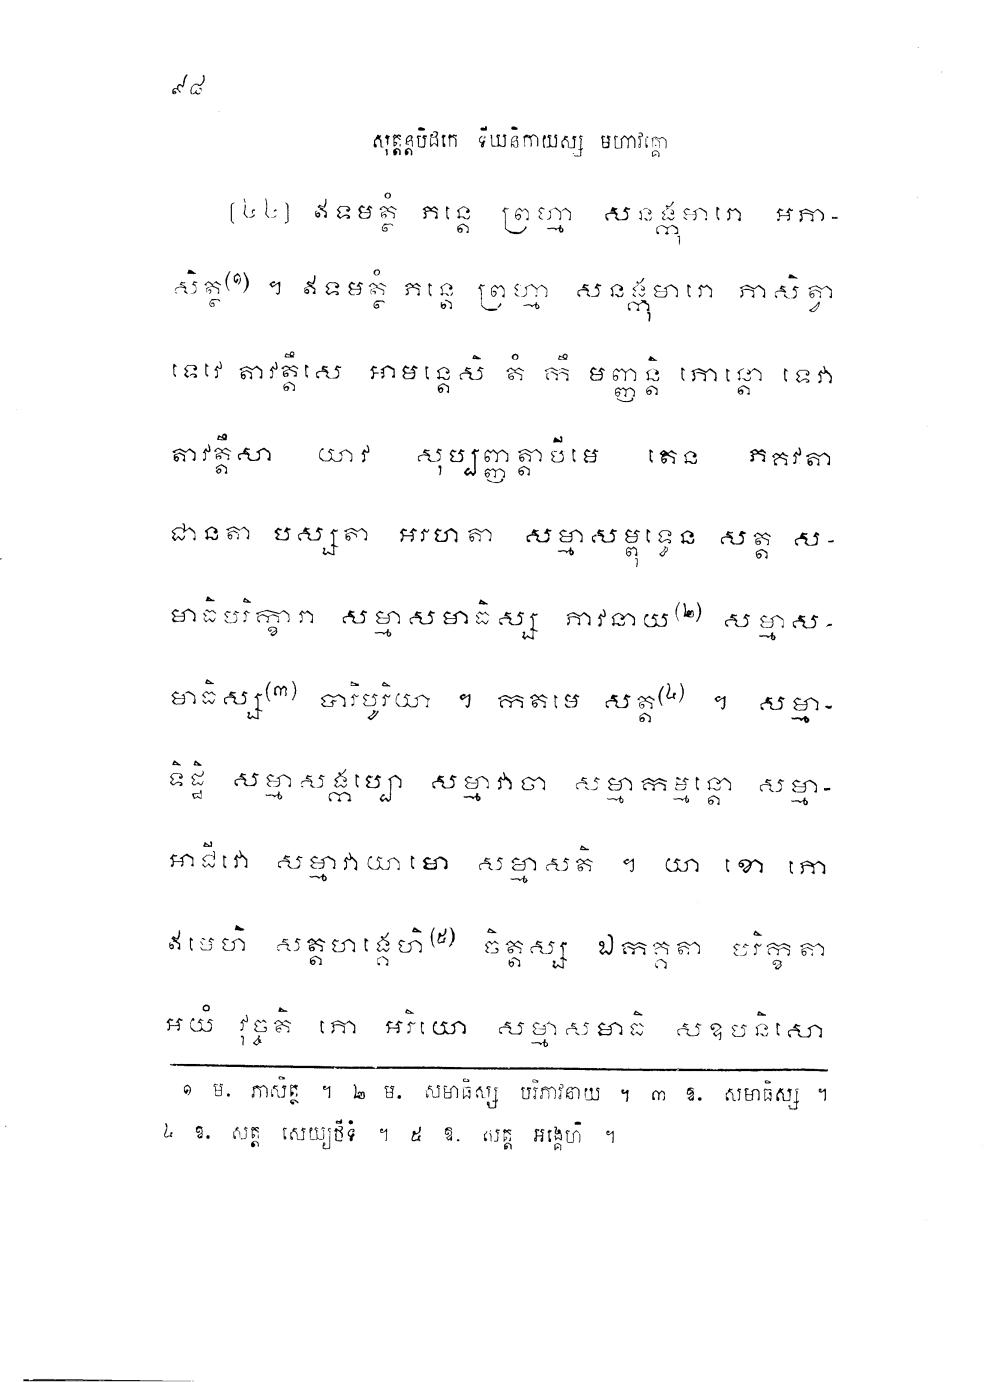 ៩៨
សុត្តន្តបិដកេ ទីឃនិកាយស្ស មហាវគ្គោ
[៤៤] ឥទមត្ថំ ភន្តេ ព្រហ្មា សនង្កុមារោ អភា-
សិត្ថ(១) ។ ឥទមត្ថំ ភន្តេ ព្រហ្មា សនង្កុមារោ ភាសិត្វា
ទេវេ តាវត្តឹសេ អាមន្តេសិ តំ កឹ មញ្ញន្តិ ភោន្តោ ទេវា
តាវត្តឹសា យាវ សុប្បញ្ញត្តាបីមេ តេន ភគវតា
ជានតា បស្សតា អរហតា សម្មាសម្ពុទ្ធេន សត្ត ស-
មាធិបរិក្ខារា សម្មាសមាធិស្ស ភាវនាយ(២) សម្មាស-
មាធិស្ស(៣) បារិបូរិយា ។ កតមេ សត្ត(៤) ។ សម្មា-
ទិដ្ឋិ សម្មាសង្កប្បោ សម្មាវាចា សម្មាកម្មន្តោ សម្មា-
អាជីវោ សម្មាវាយាមោ សម្មាសតិ ។ យា ខោ ភោ
ឥមេហិ សត្តហង្គេហិ(៥) ចិត្តស្ស ឯកគ្គតា បរិក្ខតា
អយំ វុច្ចតិ ភោ អរិយោ សម្មាសមាធិ សឧបនិសោ
១ ម. ភាសិត្ថ ។ ២ ម. សមាធិស្ស បរិភាវនាយ ។ ៣ ឱ. សមាធិស្ស ។
៤ ឱ. សត្ត សេយ្យថីទំ ។ ៥ ឱ. សត្ត អង្គេហិ ។